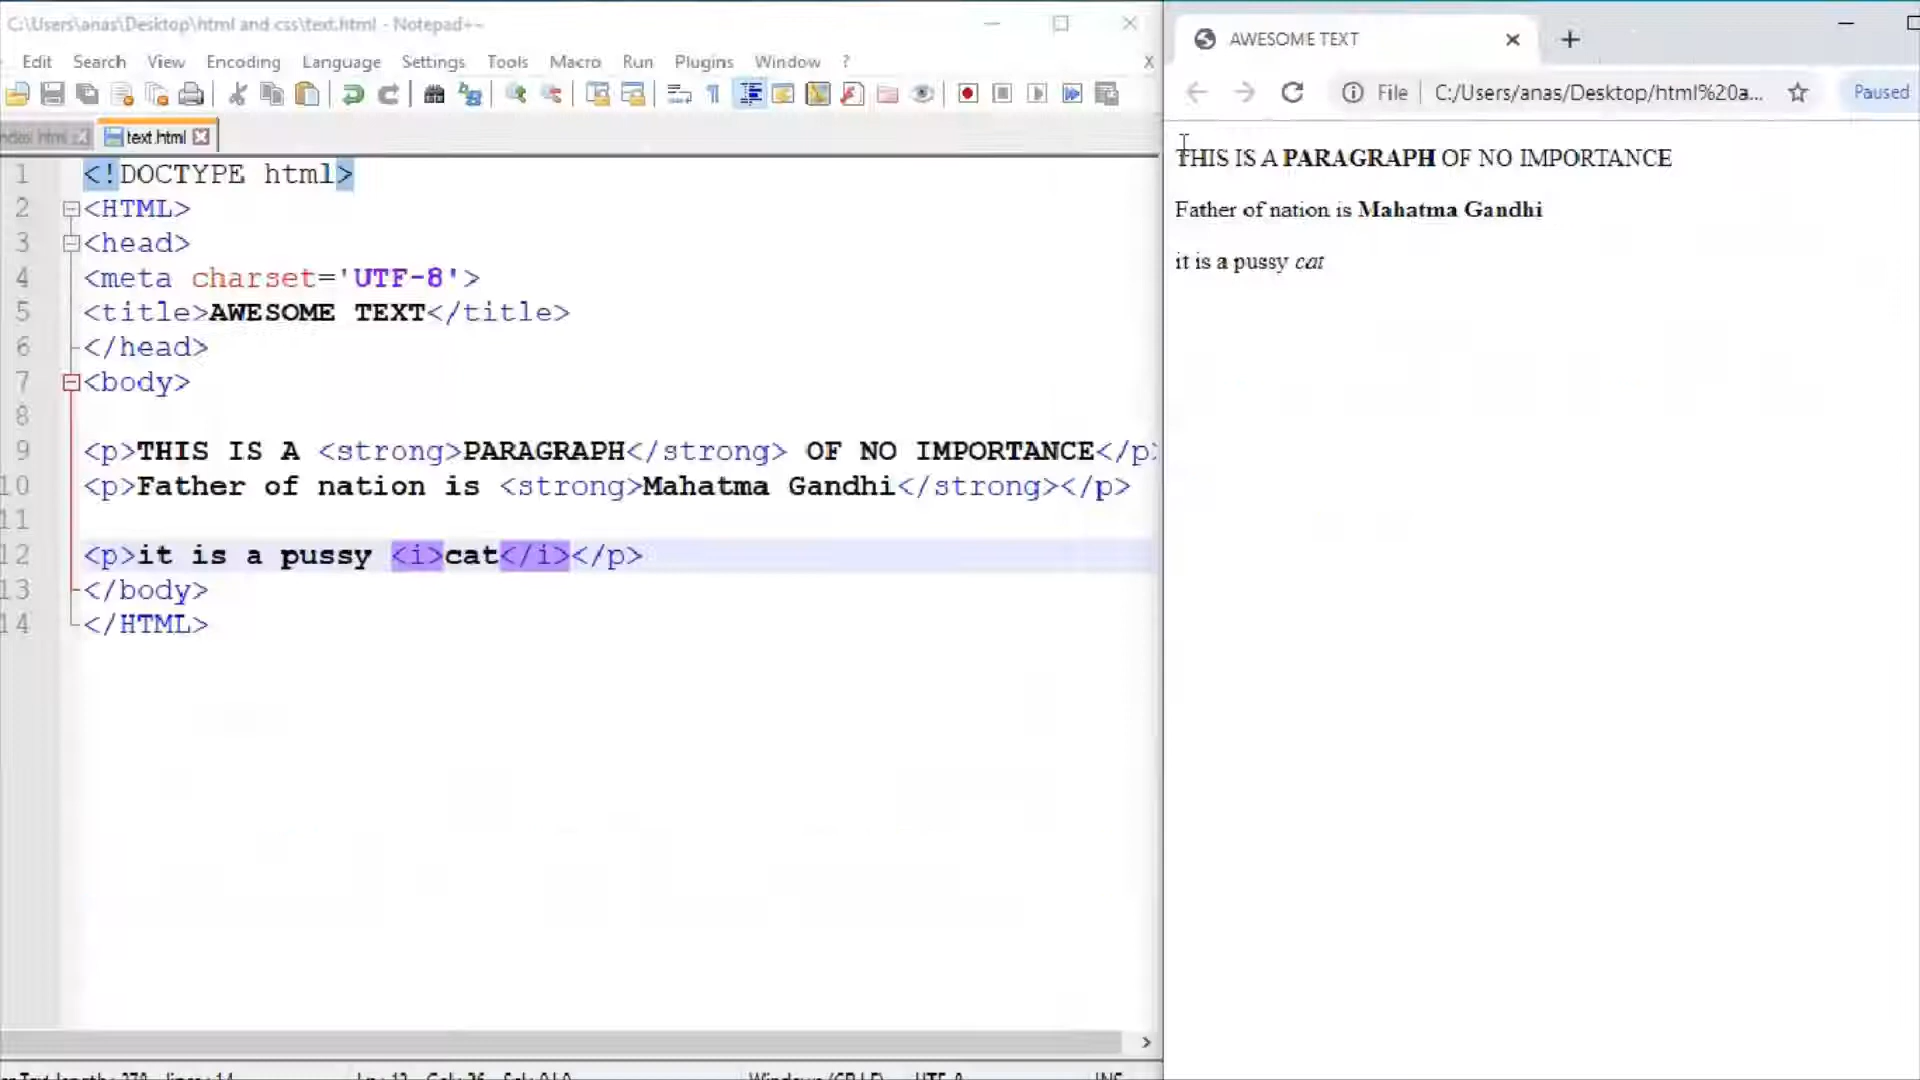 C:\Users\anas\Desktop\html and css\text.html - Notepad++
Edit Search View Encoding Language Settings Tools Macro Run Plugins Window ? X
text.html
1 <!DOCTYPE html>
2 <HTML>
3 <head>
4 <meta charset='UTF-8'>
5 <title>AWESOME TEXT</title>
6 </head>
7 <body>
8
9 <p>THIS IS A <strong>PARAGRAPH</strong> OF NO IMPORTANCE</p>
10 <p>Father of nation is <strong>Mahatma Gandhi</strong></p>
11
12 <p>it is a pussy <i>cat</i></p>
13 </body>
14 </HTML>
AWESOME TEXT
File C:/Users/anas/Desktop/html%20a... Paused
THIS IS A PARAGRAPH OF NO IMPORTANCE
Father of nation is Mahatma Gandhi
it is a pussy cat